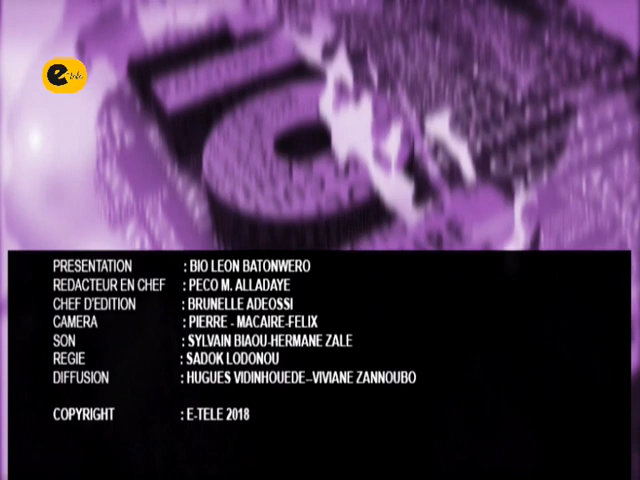 e télé
PRESENTATION : BIO LEON BATONWERO
REDACTEUR EN CHEF : PECO M. ALLADAYE
CHEF D'EDITION : BRUNELLE ADEOSSI
CAMERA : PIERRE - MACAIRE-FELIX
SON : SYLVAIN BIAOU-HERMANE ZALE
REGIE : SADOK LODONOU
DIFFUSION : HUGUES VIDINHOUEDE--VIVIANE ZANNOUBO
COPYRIGHT : E-TELE 2018